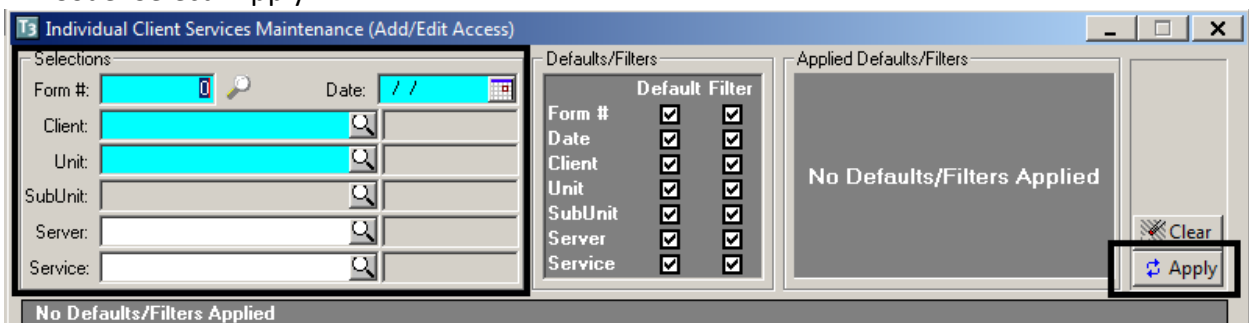 T3 Individual Client Services Maintenance (Add/Edit Access)
Selections
Form #: 0 Date: / /
Client:
Unit:
SubUnit:
Server:
Service:
Defaults/Filters
Default Filter
Form #
Date
Client
Unit
SubUnit
Server
Service
Applied Defaults/Filters
No Defaults/Filters Applied
Clear
Apply
No Defaults/Filters Applied